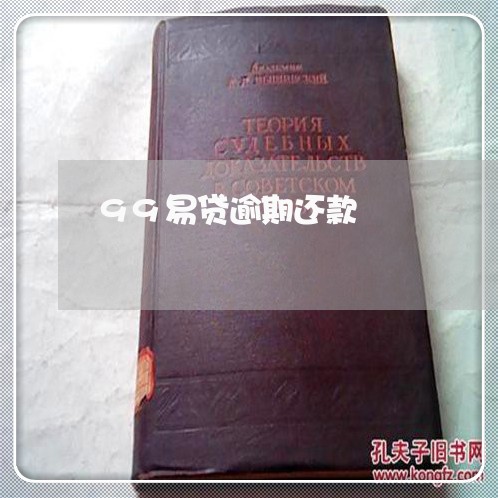 Академик
А.Я. ВЫШИНСКИЙ
ТЕОРИЯ
СУДЕБНЫХ
ДОКАЗАТЕЛЬСТВ
В СОВЕТСКОМ
99易贷逾期还款
孔夫子旧书网
www.kongfz.com